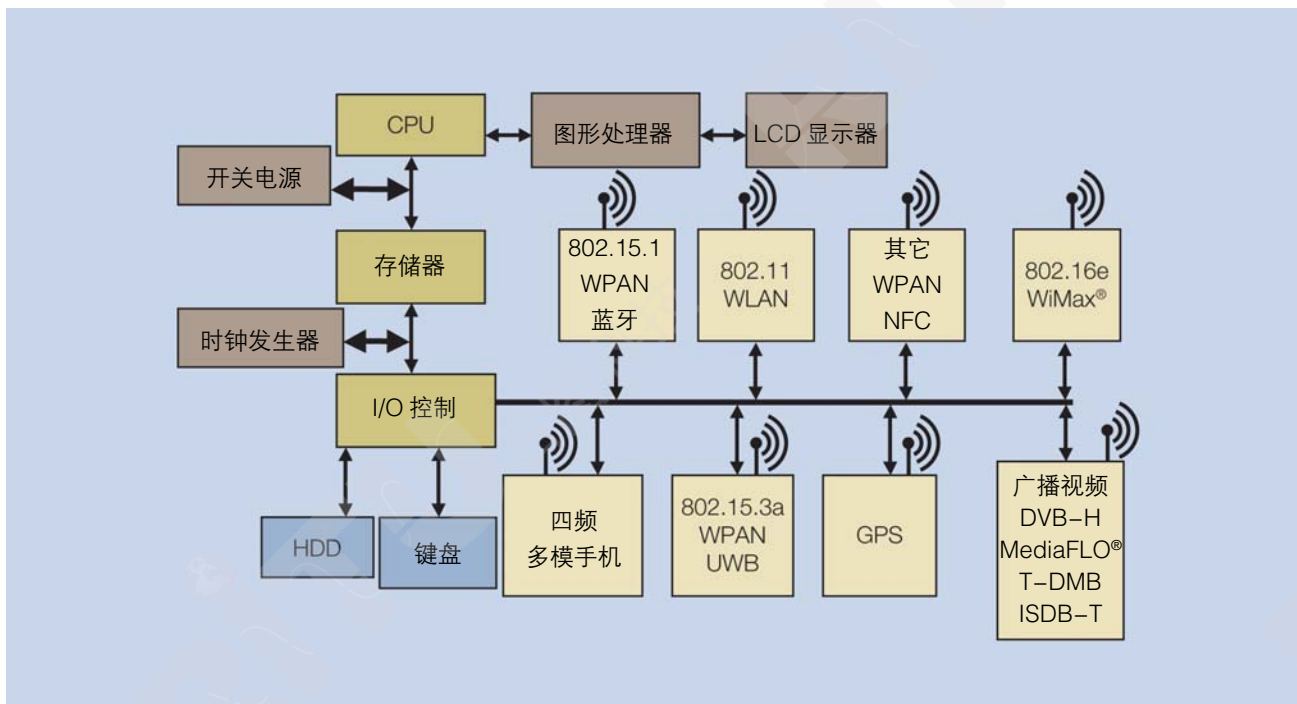 CPU
图形处理器
LCD 显示器
开关电源
存储器
802.15.1
WPAN
蓝牙
802.11
WLAN
其它
WPAN
NFC
802.16e
WiMax®
时钟发生器
I/O 控制
HDD
键盘
四频
多模手机
802.15.3a
WPAN
UWB
GPS
广播视频
DVB-H
MediaFLO®
T-DMB
ISDB-T